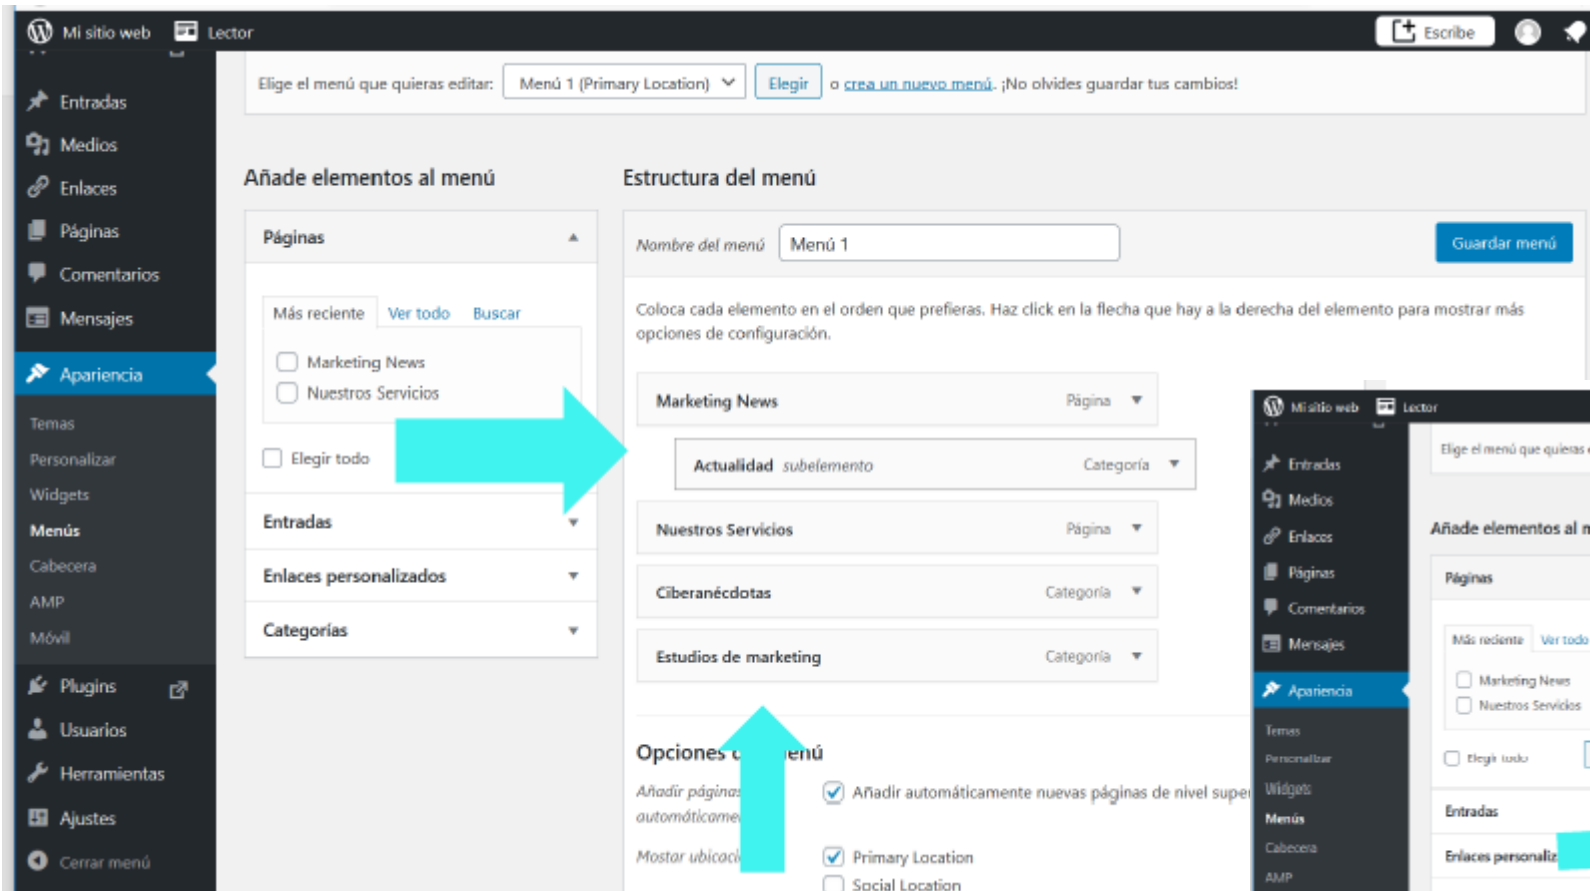 Mi sitio web Lector Escribe
Elige el menú que quieras editar: Menú 1 (Primary Location) Elegir o crea un nuevo menú. ¡No olvides guardar tus cambios!
Entradas
Medios
Enlaces
Páginas
Comentarios
Mensajes
Apariencia
Temas
Personalizar
Widgets
Menús
Cabecera
AMP
Móvil
Plugins
Usuarios
Herramientas
Ajustes
Cerrar menú
Añade elementos al menú
Páginas
Más reciente Ver todo Buscar
Marketing News
Nuestros Servicios
Elegir todo
Entradas
Enlaces personalizados
Categorías
Estructura del menú
Nombre del menú Menú 1 Guardar menú
Coloca cada elemento en el orden que prefieras. Haz click en la flecha que hay a la derecha del elemento para mostrar más
opciones de configuración.
Marketing News Página
Actualidad subelemento Categoría
Nuestros Servicios Página
Ciberanécdotas Categoría
Estudios de marketing Categoría
Opciones
Añadir páginas Añadir automáticamente nuevas páginas de nivel
Mostar Primary Location
Social Location
Mi sitio web Lector
Elige el menú que quieras
Entradas
Medios
Enlaces
Páginas
Comentarios
Mensajes
Apariencia
Temas
Personalizar
Widgets
Menús
Cabecera
AMP
Añade elementos al
Páginas
Más reciente Ver todo
Marketing News
Nuestros Servicios
Elegir todo
Entradas
Enlaces